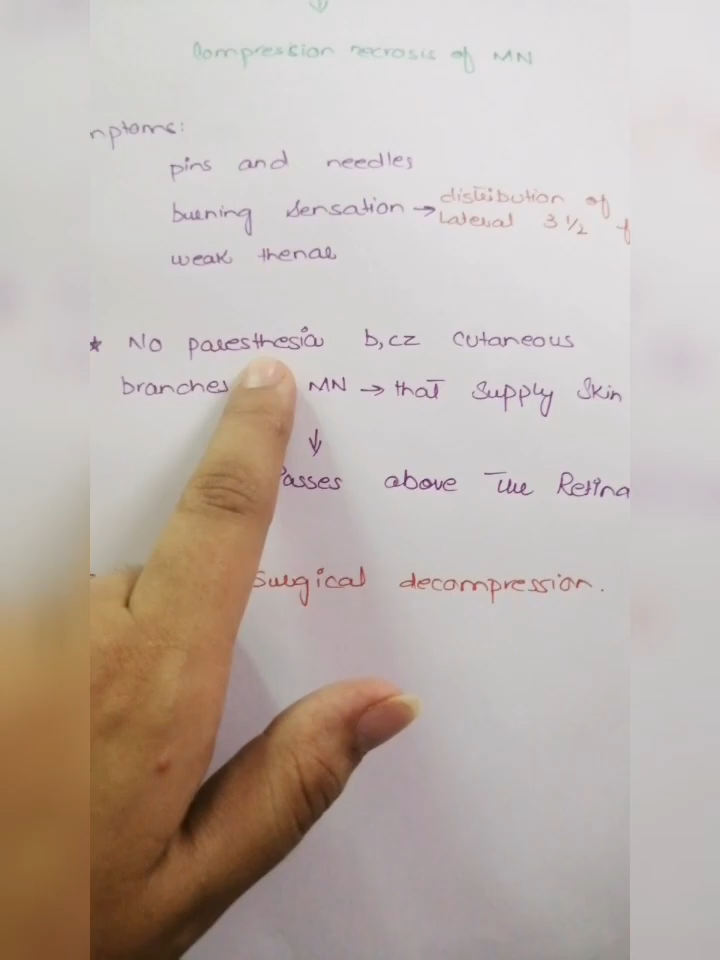 Compression necrosis of MN
nptoms:
pins and needles
burning sensation → distribution of
lateral 3 1/2 f
weak thenar
* No paresthesia b,cz cutaneous
branches MN → that supply skin
↓
Passes above the Retina
Surgical decompression.